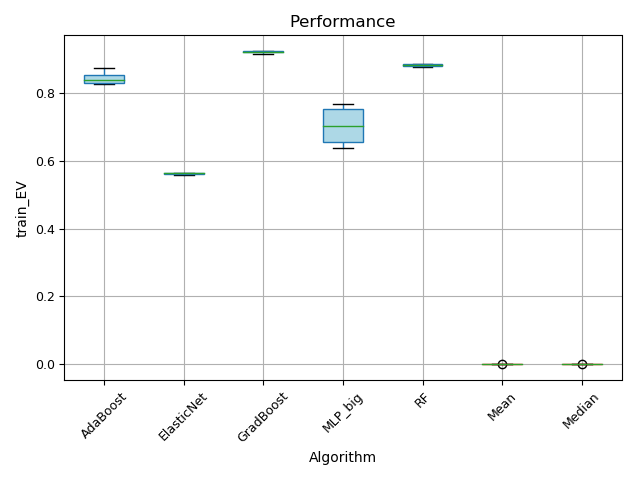 Performance
train_EV
0.8
0.6
0.4
0.2
0.0
AdaBoost
ElasticNet
GradBoost
MLP_big
RF
Mean
Median
Algorithm